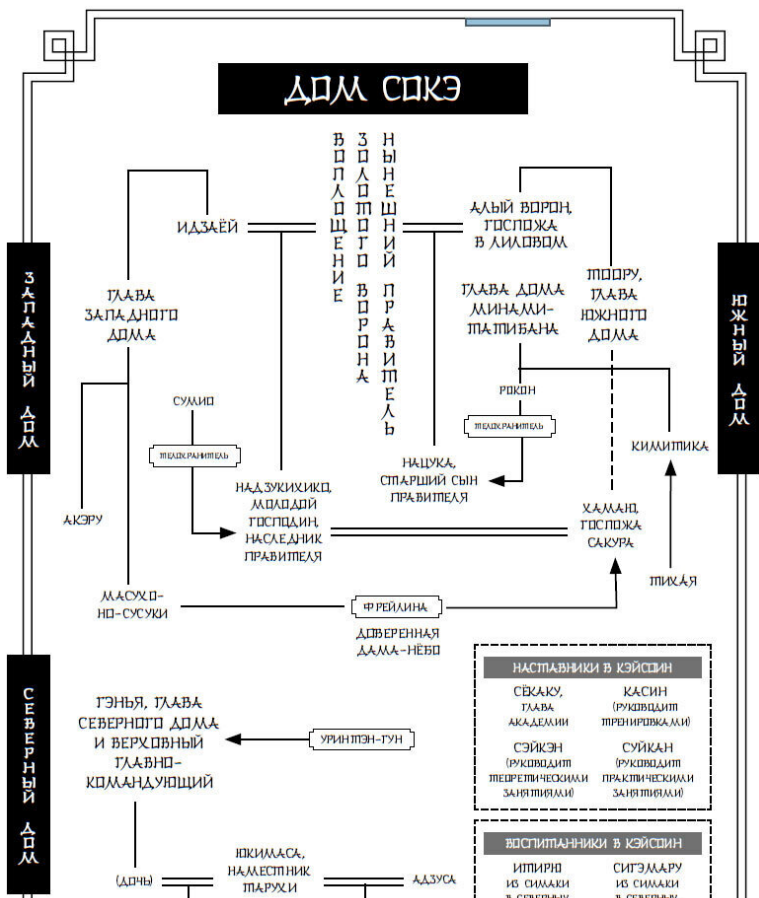 ДОМ СОКЭ
ВОПЛОЩЕНИЕ
ЗОЛОТОГО ВОРОНА
НЫНЕШНИЙ ПРАВИТЕЛЬ
ИДЗАЁЙ
АЛЫЙ ВОРОН,
ГОСПОЖА
В ЛИЛОВОМ
ЗАПАДНЫЙ ДОМ
ЮЖНЫЙ ДОМ
ГЛАВА
ЗАПАДНОГО
ДОМА
ГЛАВА ДОМА
МИНАМИ-
ТАТИБАНА
ТООРУ,
ГЛАВА
ЮЖНОГО
ДОМА
СУМИО
РОКОН
ТЕЛОХРАНИТЕЛЬ
ТЕЛОХРАНИТЕЛЬ
КИМИТИКА
НАДЗУКИХИКО,
МОЛОДОЙ
ГОСПОДИН,
НАСЛЕДНИК
ПРАВИТЕЛЯ
НАЦУКА,
СТАРШИЙ СЫН
ПРАВИТЕЛЯ
АКЭРУ
ХАМАЮ,
ГОСПОЖА
САКУРА
ТИХАЯ
МАСУХО-
НО-СУСУКИ
ФРЕЙЛИНА
ДОВЕРЕННАЯ
ДАМА-НЁБО
СЕВЕРНЫЙ ДОМ
ГЭНЬЯ, ГЛАВА
СЕВЕРНОГО ДОМА
И ВЕРХОВНЫЙ
ГЛАВНО-
КОМАНДУЮЩИЙ
УРИНТЭН-ГУН
НАСТАВНИКИ В КЭЙСОИН
СЁКАКУ,
ГЛАВА
АКАДЕМИИ
КАСИН
(РУКОВОДИТ
ТРЕНИРОВКАМИ)
СЭЙКЭН
(РУКОВОДИТ
ТЕОРЕТИЧЕСКИМИ
ЗАНЯТИЯМИ)
СУЙКАН
(РУКОВОДИТ
ПРАКТИЧЕСКИМИ
ЗАНЯТИЯМИ)
(ДОЧЬ)
ЮКИМАСА,
НАМЕСТНИК
ТАРУХИ
АДЗУСА
ВОСПИТАННИКИ В КЭЙСОИН
ИТИРЮ
ИЗ СИМАКИ
В СЕВЕРНЫХ
СИГЭМАРУ
ИЗ СИМАКИ
В СЕВЕРНЫХ